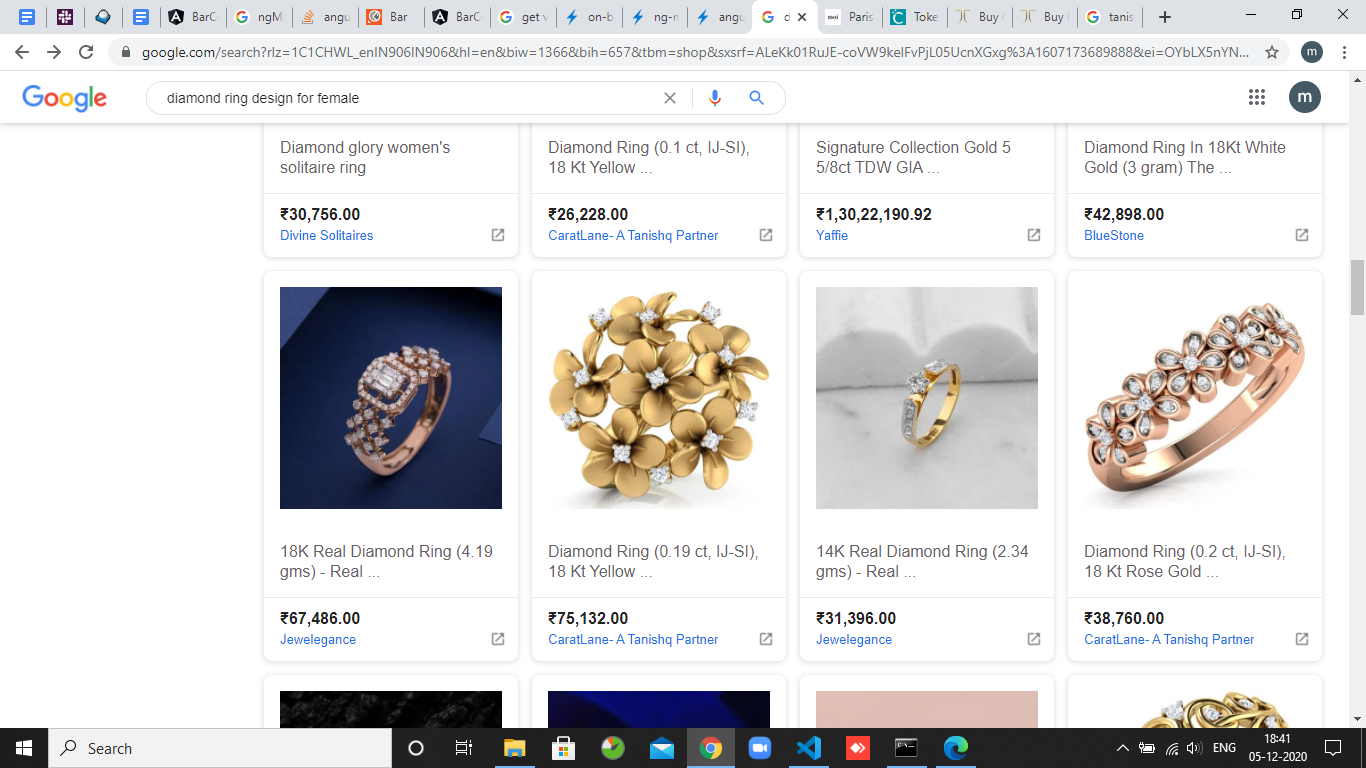 BarC
ngM
angu
Bar
BarC
get v
on-b
ng-n
angu
d
moi
Paris
Toke
Buy
Buy
tanis
google.com/search?rlz=1C1CHWL_enIN906IN906&hl=en&biw=1366&bih=657&tbm=shop&sxsrf=ALeKk01RuJE-coVW9keIFvPjL05UcnXGxg%3A1607173689888&ei=OYbLX5nYN...
m
Google
diamond ring design for female
m
Diamond glory women's
solitaire ring
₹30,756.00
Divine Solitaires
Diamond Ring (0.1 ct, IJ-SI),
18 Kt Yellow ...
₹26,228.00
CaratLane- A Tanishq Partner
Signature Collection Gold 5
5/8ct TDW GIA ...
₹1,30,22,190.92
Yaffie
Diamond Ring In 18Kt White
Gold (3 gram) The ...
₹42,898.00
BlueStone
18K Real Diamond Ring (4.19
gms) - Real ...
₹67,486.00
Jewelegance
Diamond Ring (0.19 ct, IJ-SI),
18 Kt Yellow ...
₹75,132.00
CaratLane- A Tanishq Partner
14K Real Diamond Ring (2.34
gms) - Real ...
₹31,396.00
Jewelegance
Diamond Ring (0.2 ct, IJ-SI),
18 Kt Rose Gold ...
₹38,760.00
CaratLane- A Tanishq Partner
Search
ENG
18:41
05-12-2020